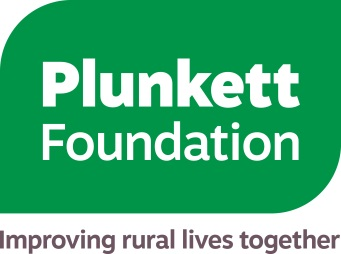 Plunkett
Foundation
Improving rural lives together